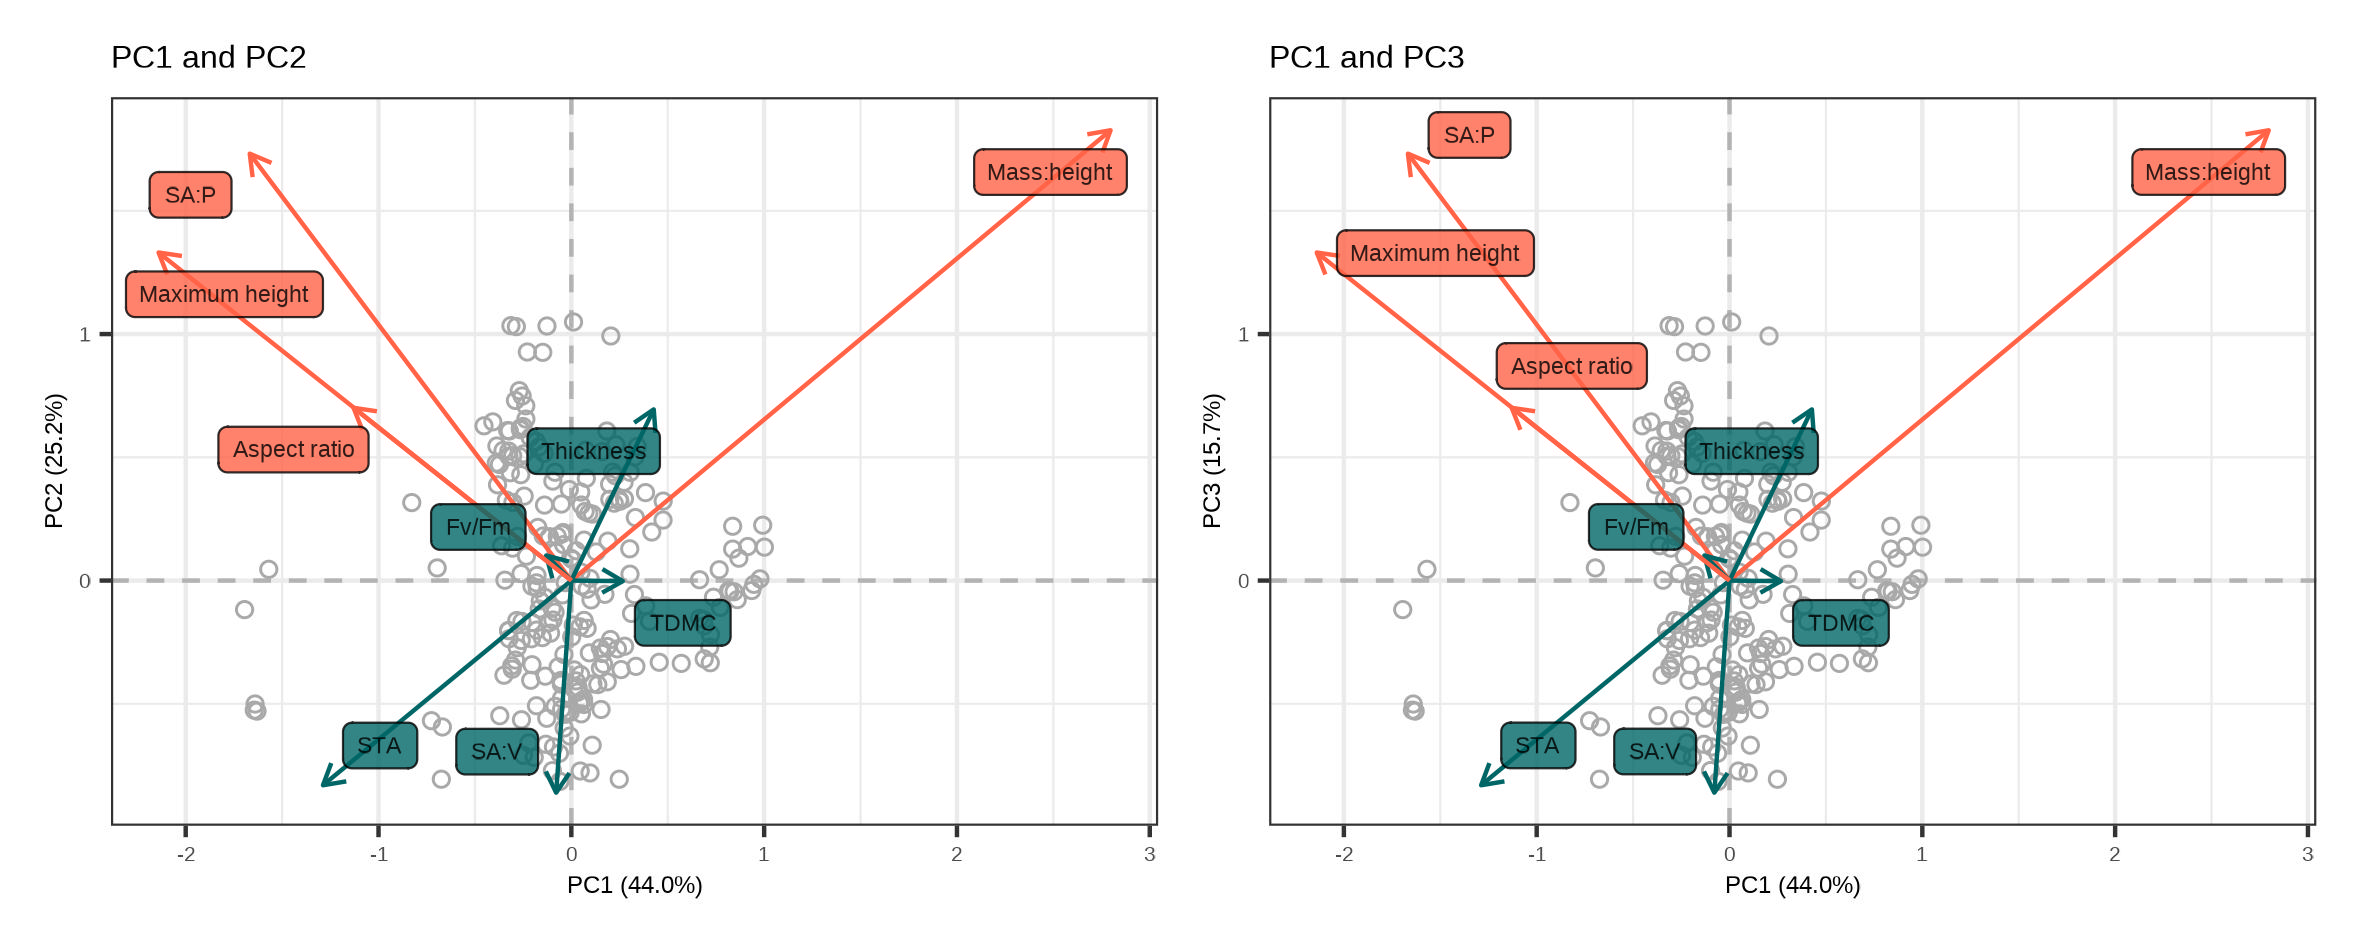 PC1 and PC2
SA:P
Mass:height
Maximum height
Aspect ratio
Thickness
Fv/Fm
TDMC
STA
SA:V
1
0
PC2 (25.2%)
-2
-1
0
1
2
3
PC1 (44.0%)
PC1 and PC3
SA:P
Mass:height
Maximum height
Aspect ratio
Thickness
Fv/Fm
TDMC
STA
SA:V
1
0
PC3 (15.7%)
-2
-1
0
1
2
3
PC1 (44.0%)